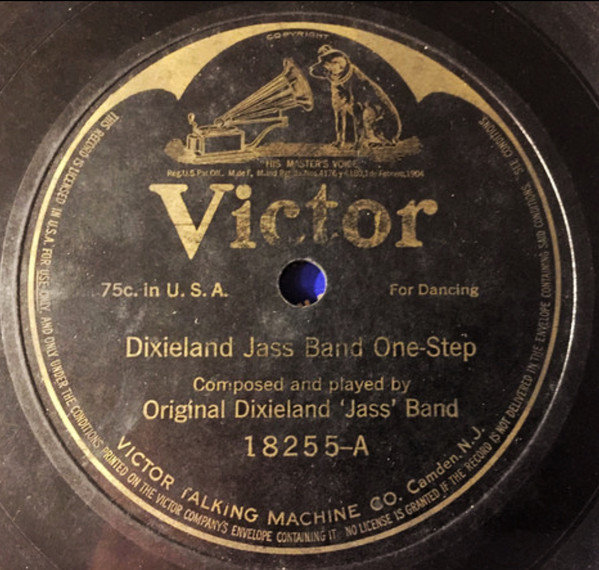 COPYRIGHT
"HIS MASTER'S VOICE"
Reg.U.S. Pat. Off.
Victor
75c. in U. S. A.
For Dancing
Dixieland Jass Band One-Step
Composed and played by
Original Dixieland 'Jass' Band
18255–A
VICTOR TALKING MACHINE CO. Camden. N.J.
THIS RECORD IS LICENSED IN U.S.A. FOR USE ONLY AND ONLY UNDER THE CONDITIONS PRINTED ON THE VICTOR COMPANY'S ENVELOPE CONTAINING IT: NO LICENSE IS GRANTED IF THE RECORD IS NOT DELIVERED IN THE ENVELOPE CONTAINING SAID CONDITIONS. SEE CONDITIONS